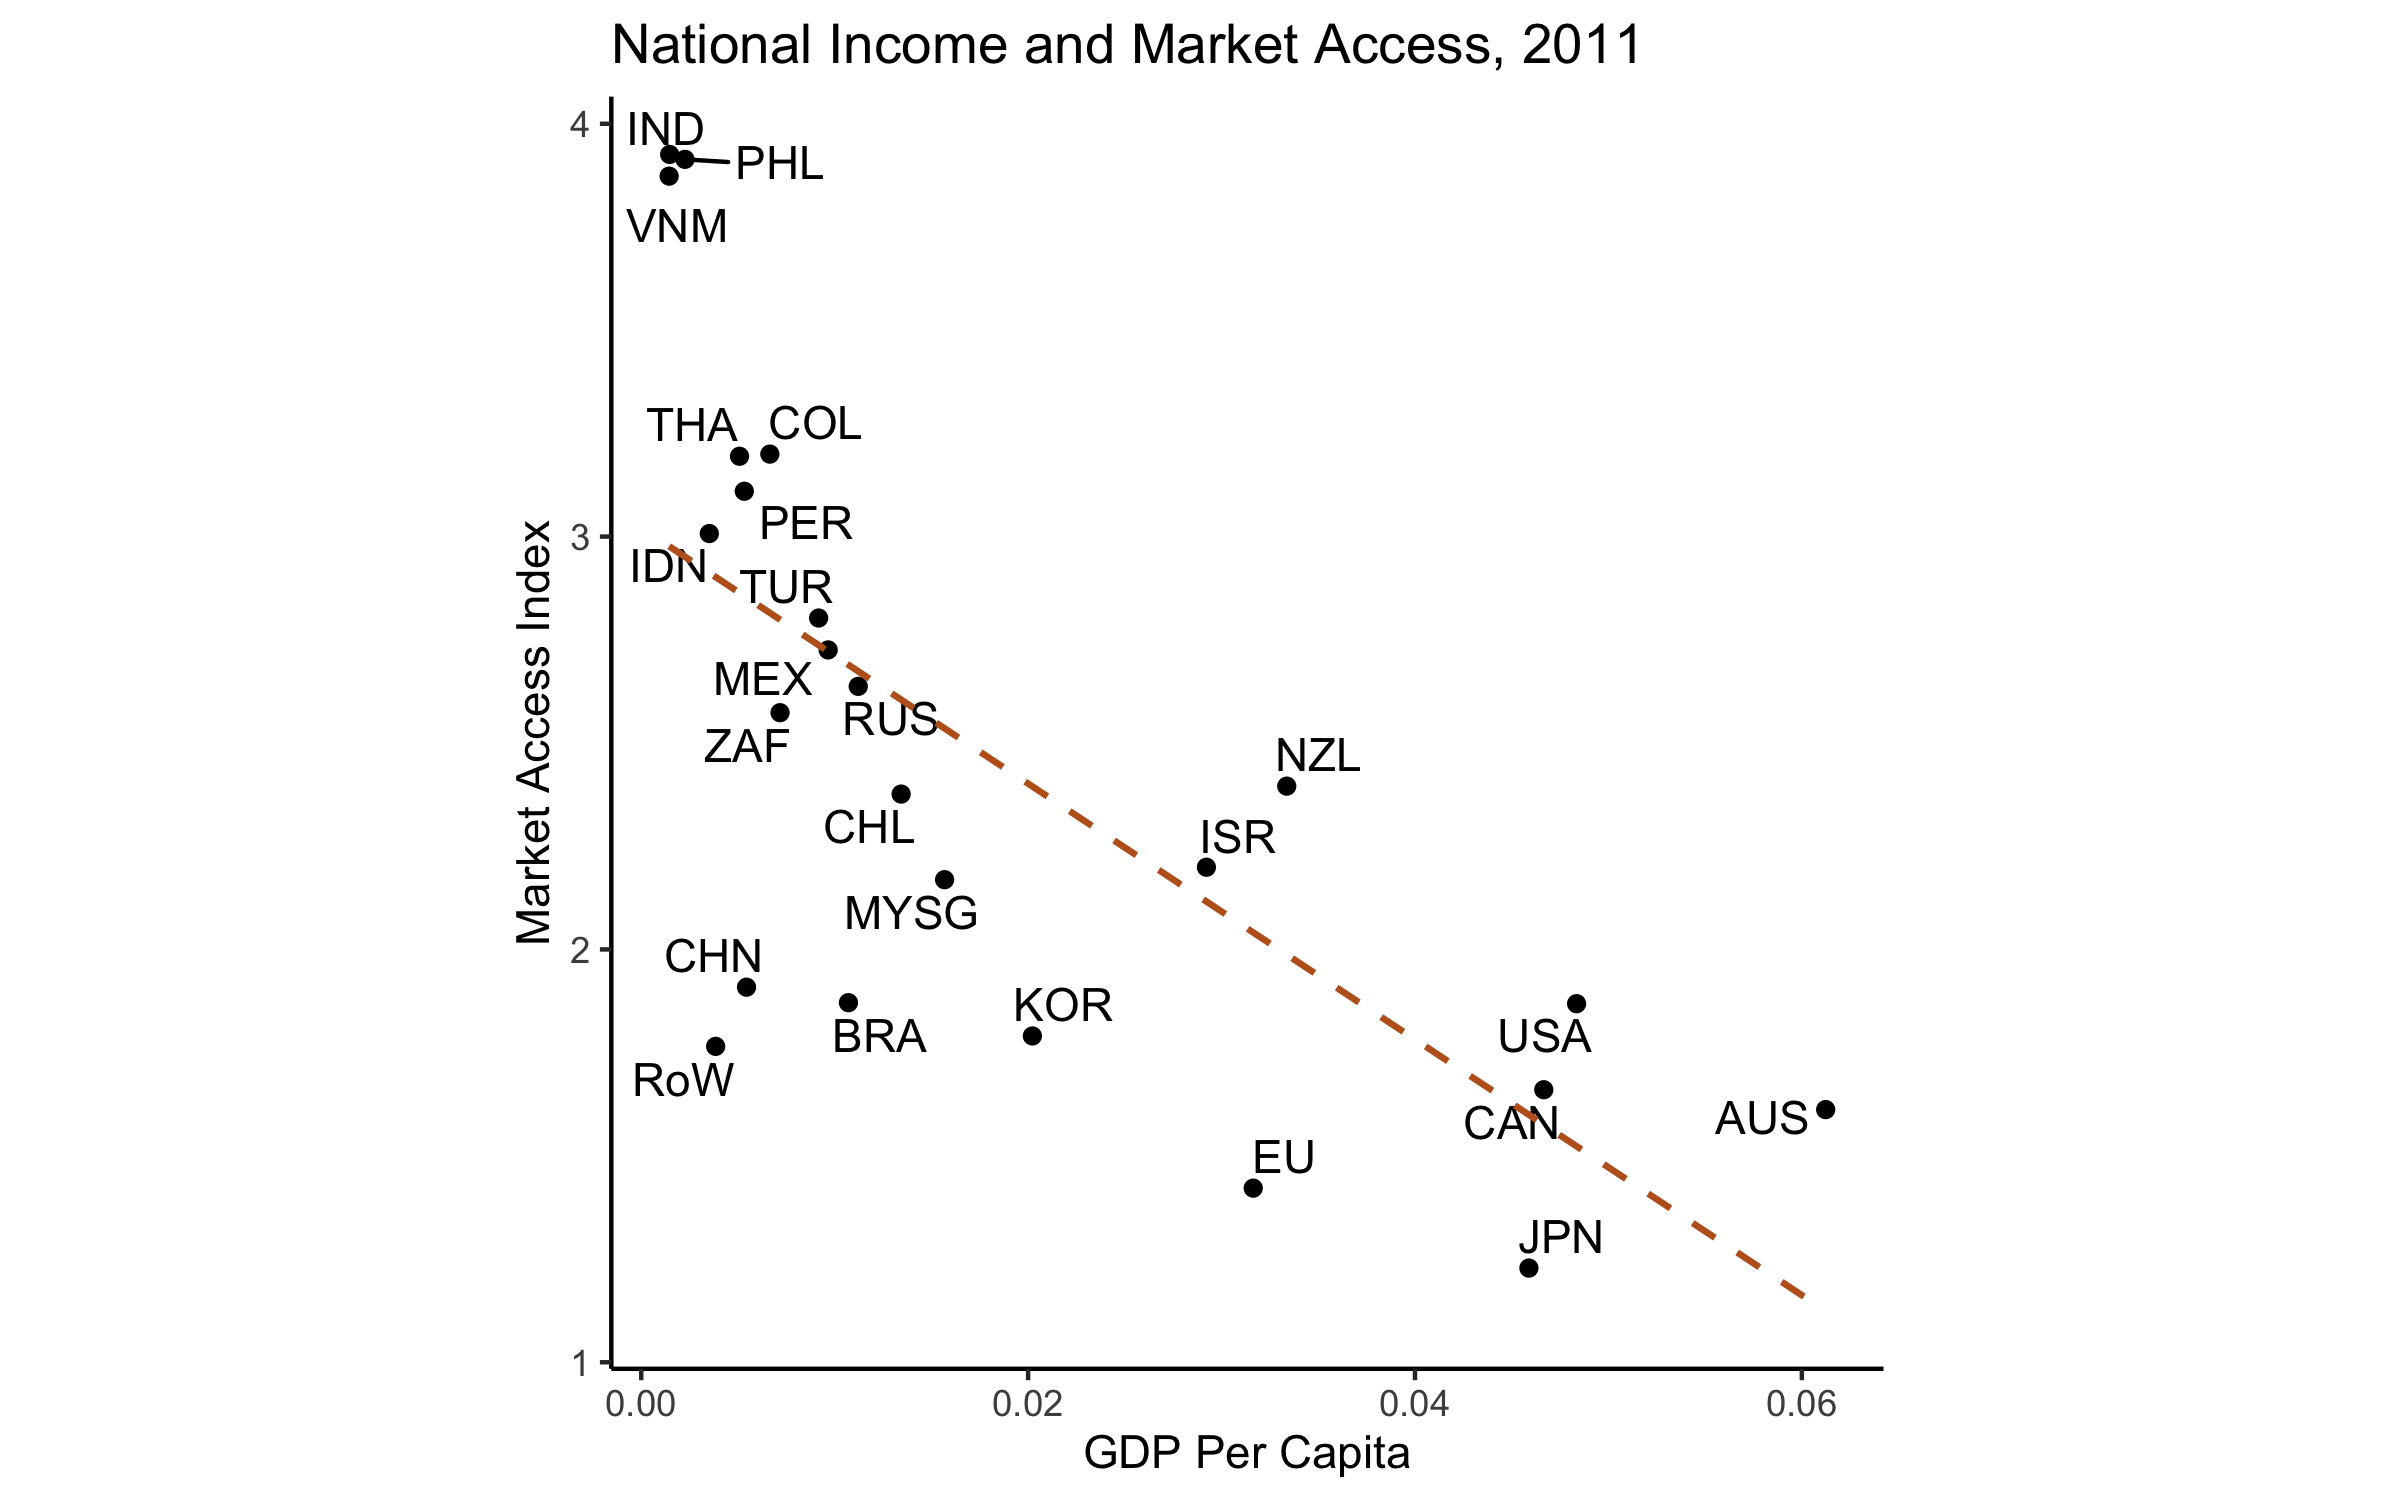 National Income and Market Access, 2011
4
IND
PHL
VNM
THA
COL
3
PER
IDN
TUR
MEX
RUS
ZAF
NZL
CHL
ISR
MYSG
2
CHN
KOR
BRA
USA
RoW
CAN
AUS
EU
JPN
1
Market Access Index
0.00 0.02 0.04 0.06
GDP Per Capita